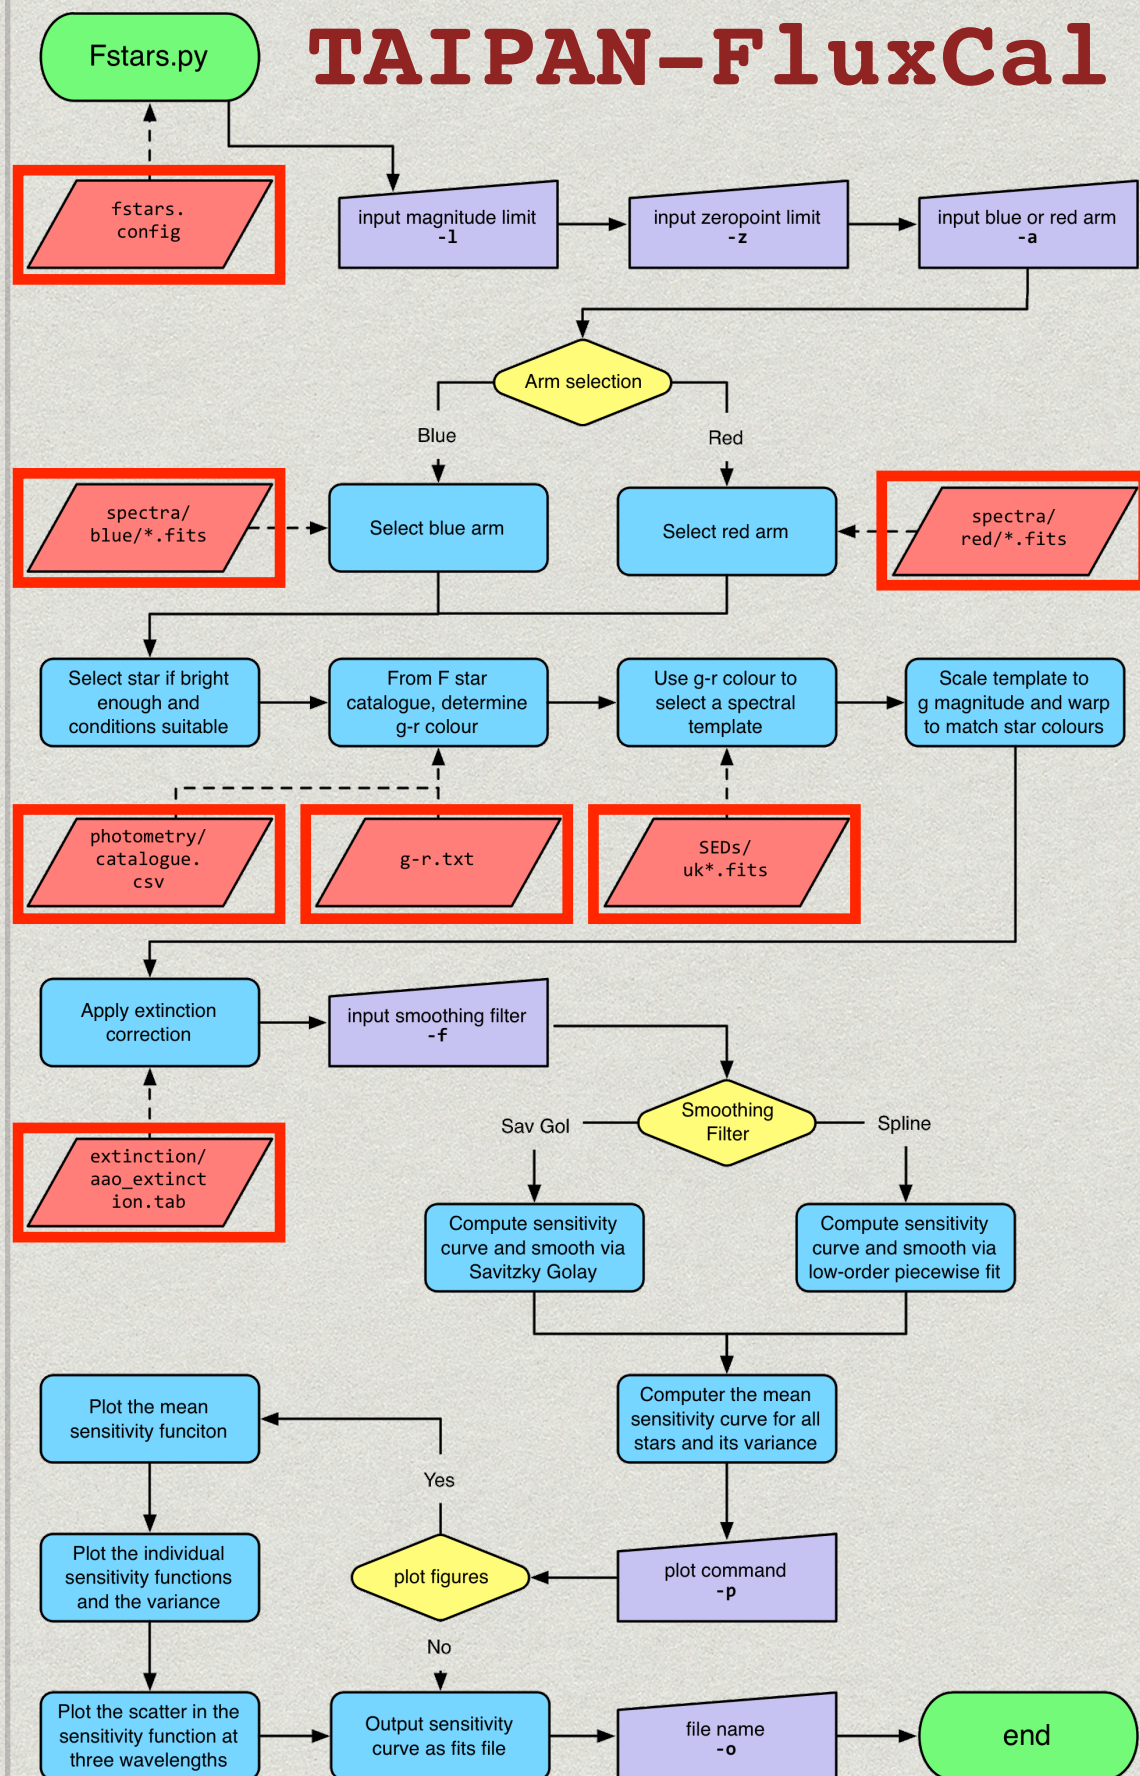 Fstars.py
TAIPAN-FluxCal
fstars.
config
input magnitude limit
-l
input zeropoint limit
-z
input blue or red arm
-a
Arm selection
Blue
Red
spectra/
blue/*.fits
Select blue arm
Select red arm
spectra/
red/*.fits
Select star if bright
enough and
conditions suitable
From F star
catalogue, determine
g-r colour
Use g-r colour to
select a spectral
template
Scale template to
g magnitude and warp
to match star colours
photometry/
catalogue.
csv
g-r.txt
SEDs/
uk*.fits
Apply extinction
correction
input smoothing filter
-f
Smoothing
Filter
Sav Gol
Spline
extinction/
aao_extinct
ion.tab
Compute sensitivity
curve and smooth via
Savitzky Golay
Compute sensitivity
curve and smooth via
low-order piecewise fit
Plot the mean
sensitivity funciton
Computer the mean
sensitivity curve for all
stars and its variance
Yes
Plot the individual
sensitivity functions
and the variance
plot figures
plot command
-p
No
Plot the scatter in the
sensitivity function at
three wavelengths
Output sensitivity
curve as fits file
file name
-o
end